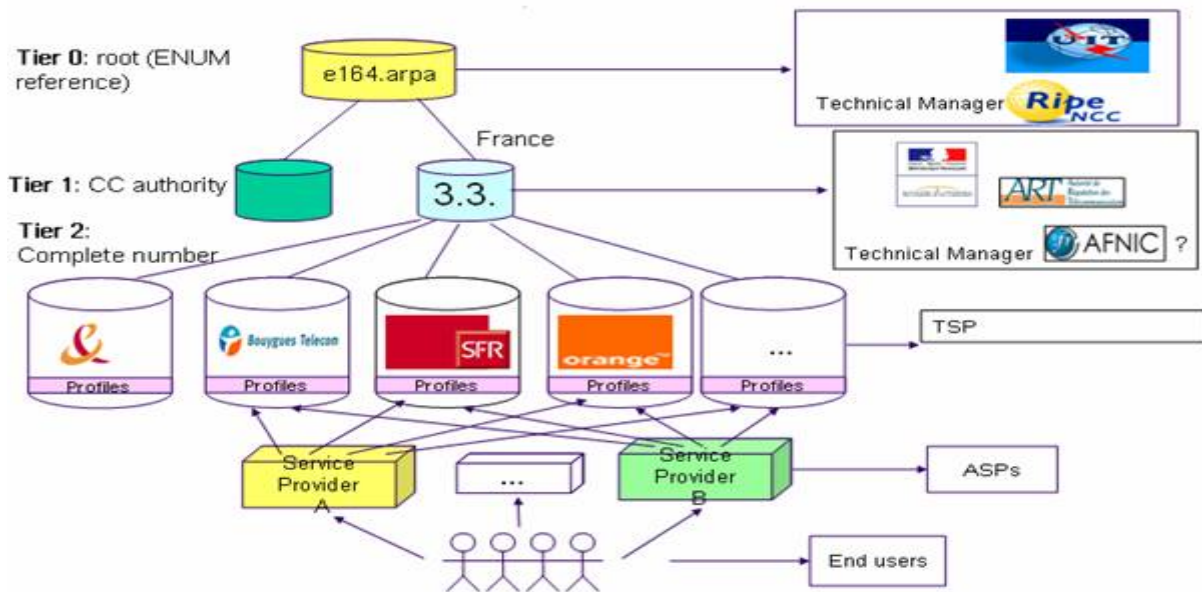 Tier 0: root (ENUM
reference)
e164.arpa
UIT
Technical Manager
Ripe
NCC
France
Tier 1: CC authority
3.3.
ART
Technical Manager
AFNIC ?
Tier 2:
Complete number
Bouygues Telecom
SFR
orange™
...
TSP
Profiles
Profiles
Profiles
Profiles
Profiles
Service
Provider
A
...
Service
Provider
B
ASPs
End users